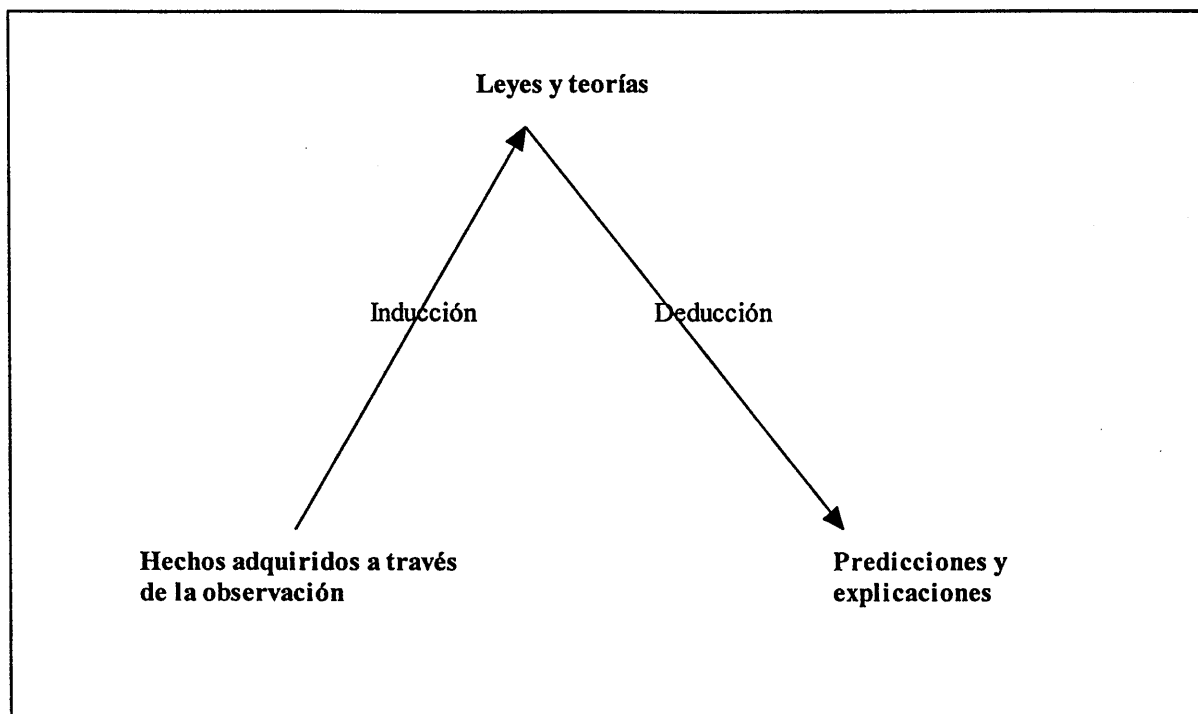 Leyes y teorías
Inducción
Deducción
Hechos adquiridos a través
de la observación
Predicciones y
explicaciones